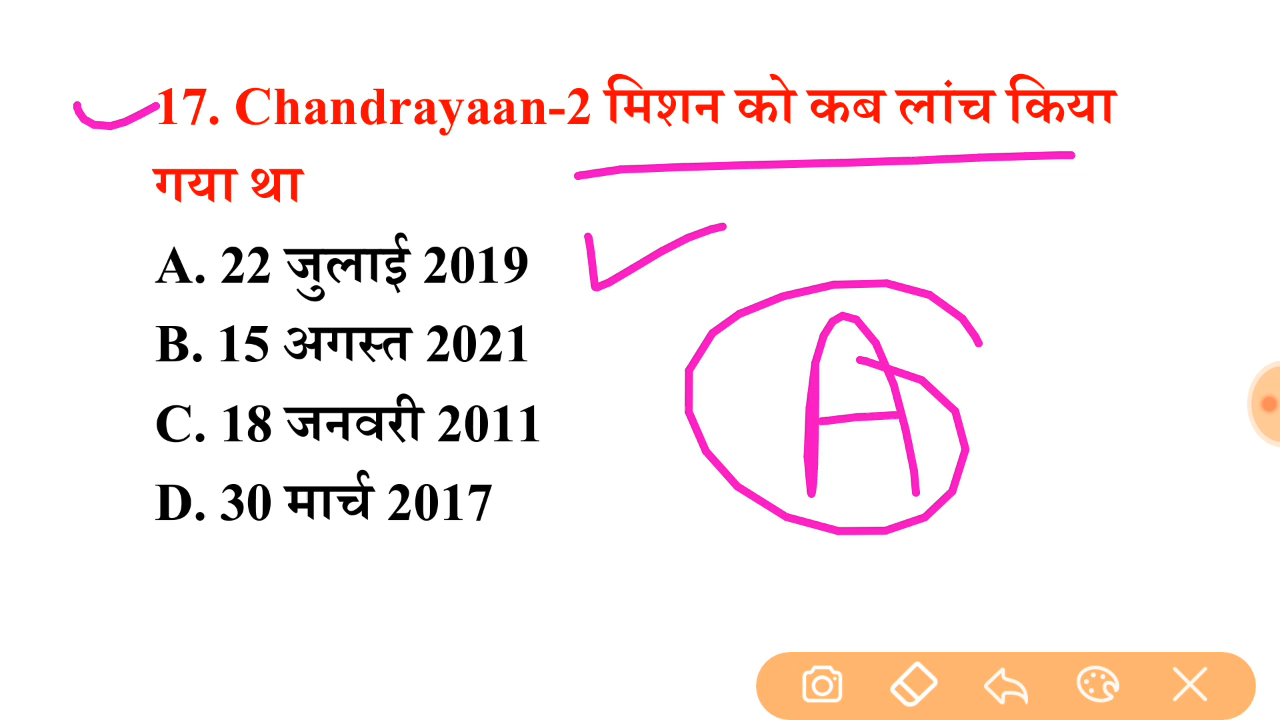 17. Chandrayaan-2 मिशन को कब लांच किया
गया था
A. 22 जुलाई 2019
B. 15 अगस्त 2021
C. 18 जनवरी 2011
D. 30 मार्च 2017
A